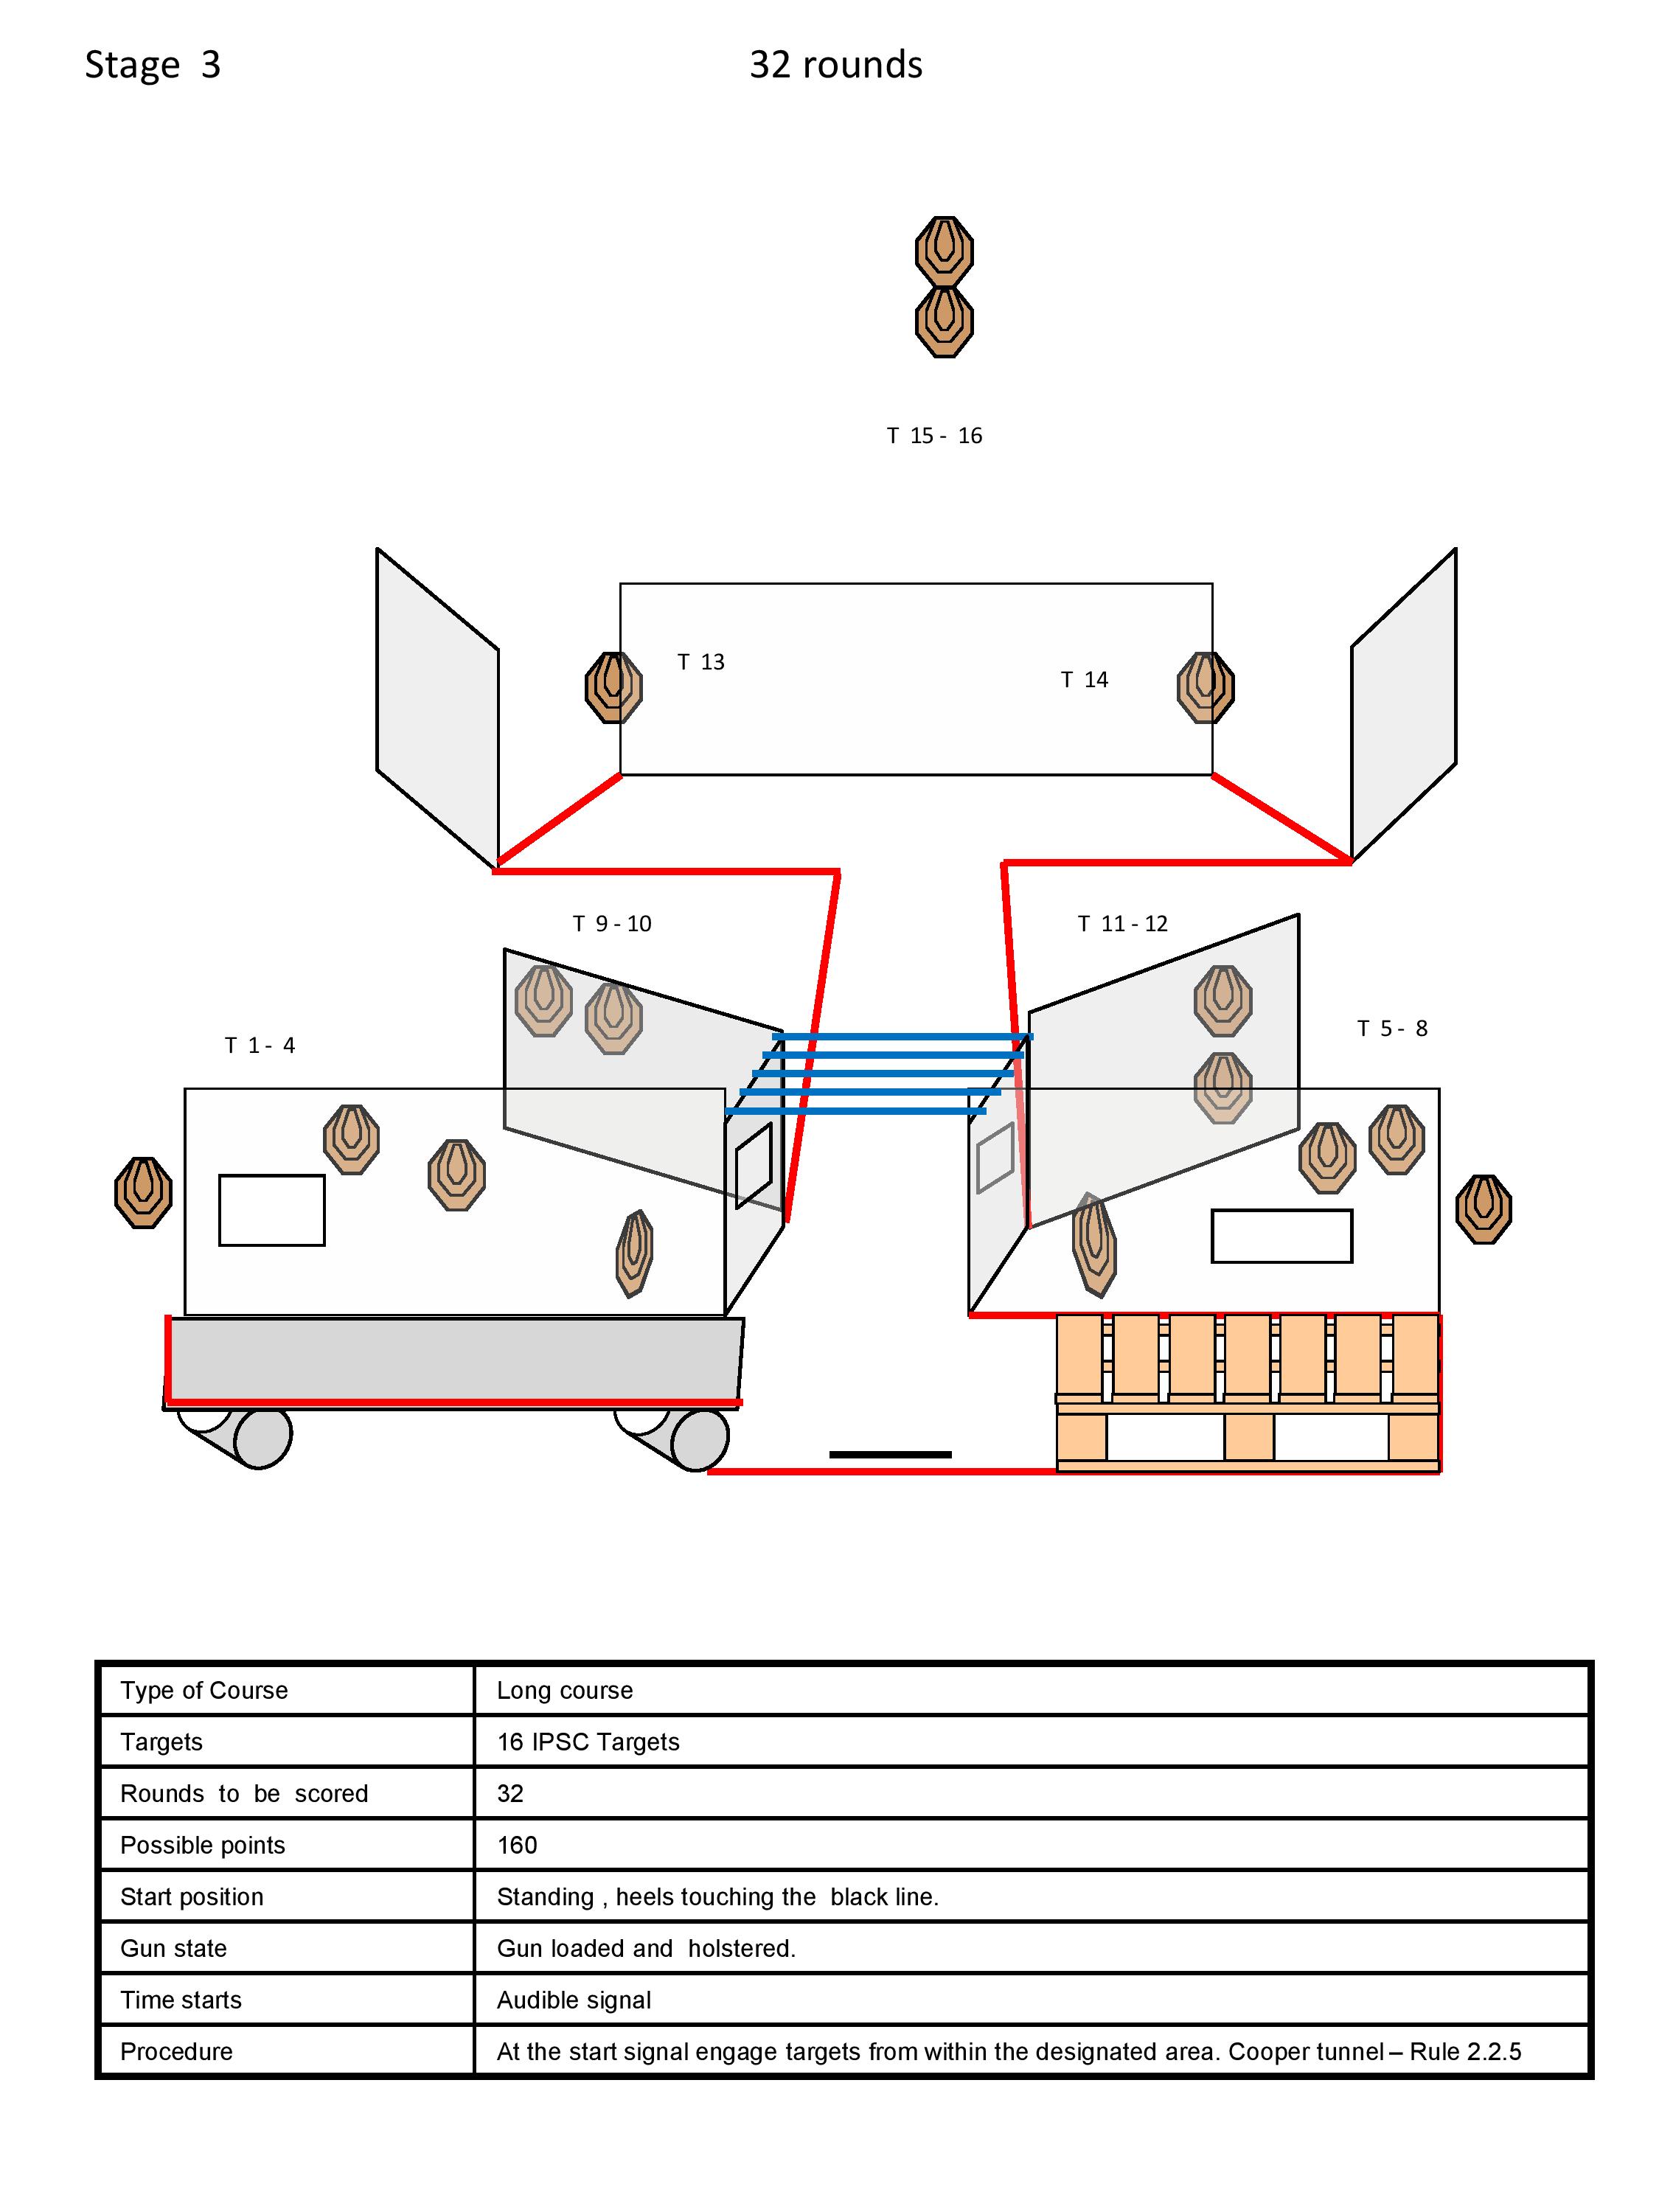 Stage 3
32 rounds
T 15 - 16
T 13
T 14
T 9 - 10
T 11 - 12
T 1 - 4
T 5 - 8
Type of Course Long course
Targets 16 IPSC Targets
Rounds to be scored 32
Possible points 160
Start position Standing , heels touching the black line.
Gun state Gun loaded and holstered.
Time starts Audible signal
Procedure At the start signal engage targets from within the designated area. Cooper tunnel – Rule 2.2.5